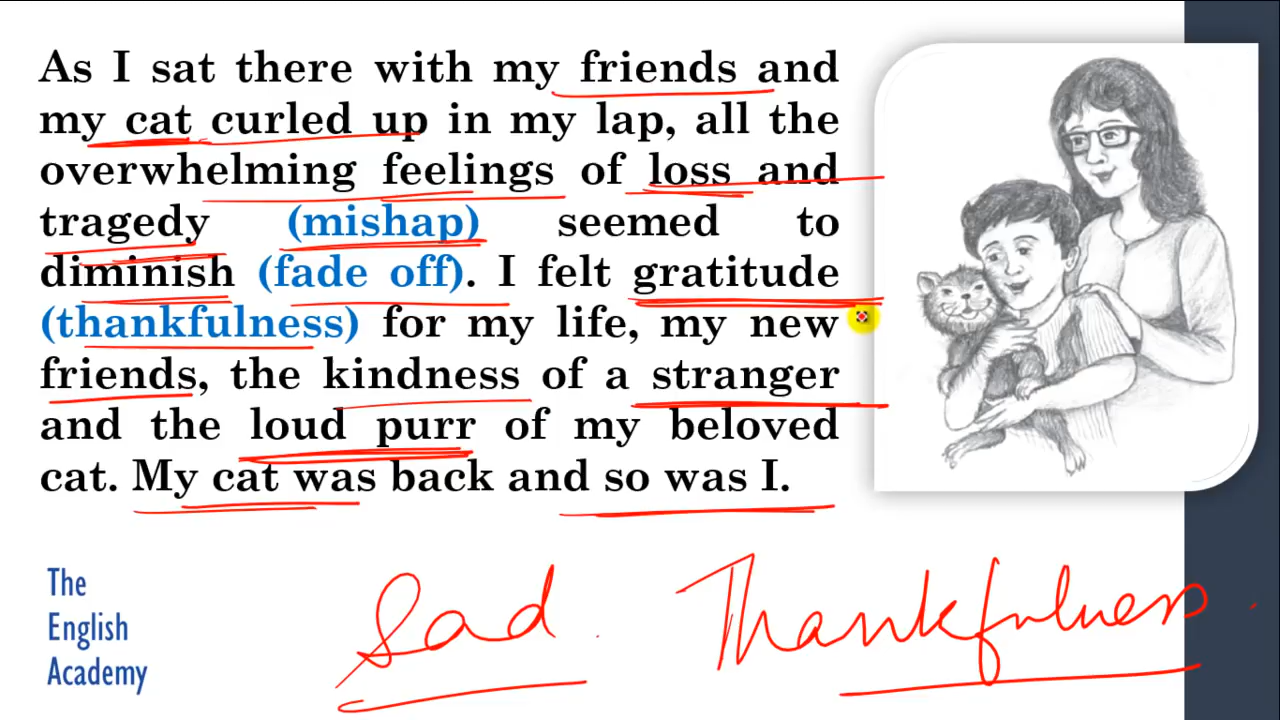 As I sat there with my friends and
my cat curled up in my lap, all the
overwhelming feelings of loss and
tragedy (mishap) seemed to
diminish (fade off). I felt gratitude
(thankfulness) for my life, my new
friends, the kindness of a stranger
and the loud purr of my beloved
cat. My cat was back and so was I.
The
English
Academy
Sad. Thankfulness.